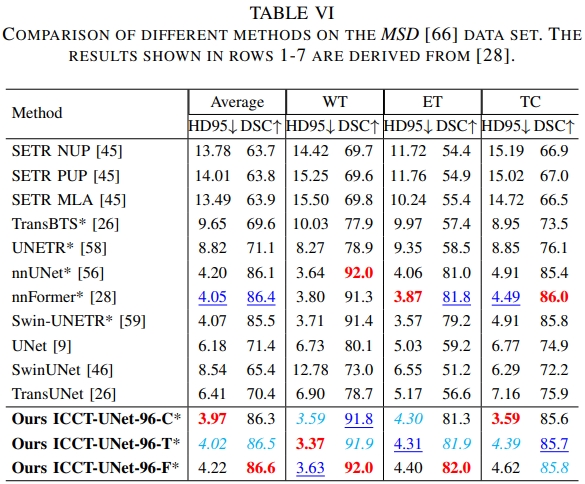 TABLE VI
COMPARISON OF DIFFERENT METHODS ON THE MSD [66] DATA SET. THE
RESULTS SHOWN IN ROWS 1-7 ARE DERIVED FROM [28].
Method Average WT ET TC
HD95↓ DSC↑ HD95↓ DSC↑ HD95↓ DSC↑ HD95↓ DSC↑
SETR NUP [45] 13.78 63.7 14.42 69.7 11.72 54.4 15.19 66.9
SETR PUP [45] 14.01 63.8 15.25 69.6 11.76 54.9 15.02 67.0
SETR MLA [45] 13.49 63.9 15.50 69.8 10.24 55.4 14.72 66.5
TransBTS* [26] 9.65 69.6 10.03 77.9 9.97 57.4 8.95 73.5
UNETR* [58] 8.82 71.1 8.27 78.9 9.35 58.5 8.85 76.1
nnUNet* [56] 4.20 86.1 3.64 92.0 4.06 81.0 4.91 85.4
nnFormer* [28] 4.05 86.4 3.80 91.3 3.87 81.8 4.49 86.0
Swin-UNETR* [59] 4.07 85.5 3.71 91.4 3.57 79.2 4.91 85.8
UNet [9] 6.18 71.4 6.73 80.1 5.03 59.2 6.77 74.9
SwinUNet [46] 8.54 65.4 12.78 73.0 6.55 51.2 6.29 72.2
TransUNet [26] 6.41 70.4 6.90 78.7 5.17 56.6 7.16 75.9
Ours ICCT-UNet-96-C* 3.97 86.3 3.59 91.8 4.30 81.3 3.59 85.6
Ours ICCT-UNet-96-T* 4.02 86.5 3.37 91.9 4.31 81.9 4.39 85.7
Ours ICCT-UNet-96-F* 4.22 86.6 3.63 92.0 4.40 82.0 4.62 85.8